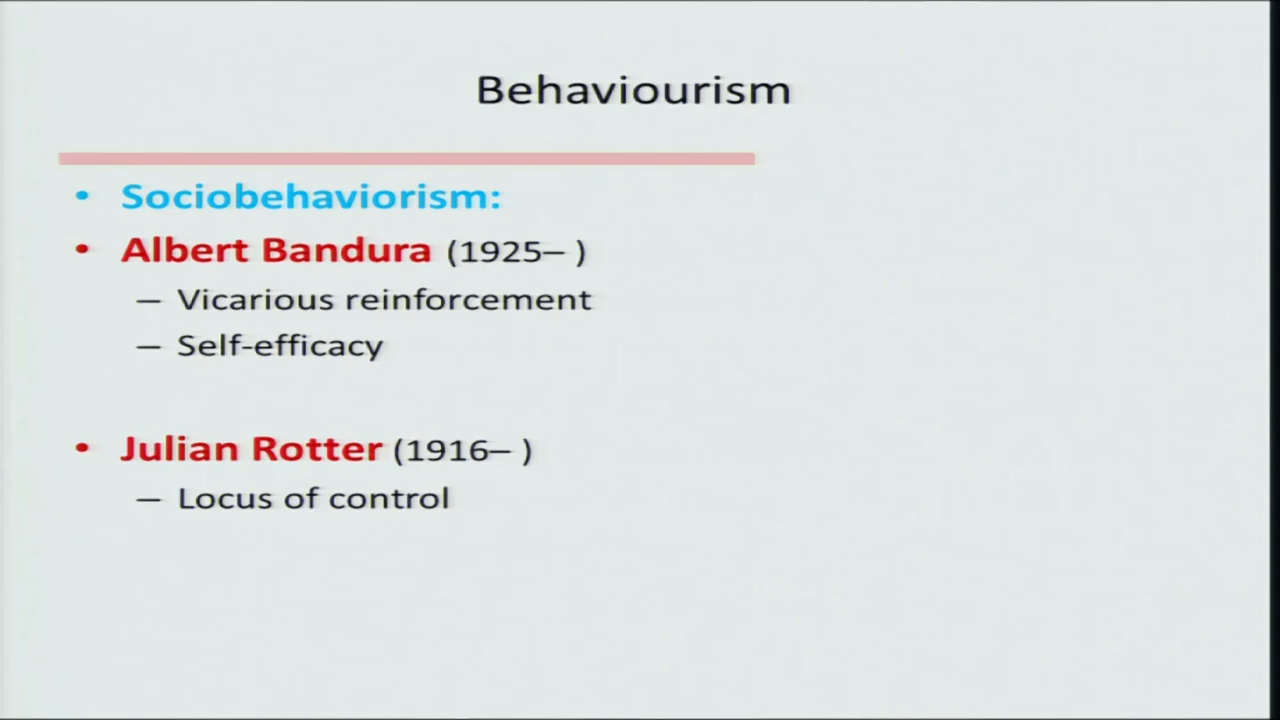 Behaviourism
• Sociobehaviorism:
• Albert Bandura (1925– )
– Vicarious reinforcement
– Self-efficacy
• Julian Rotter (1916– )
– Locus of control